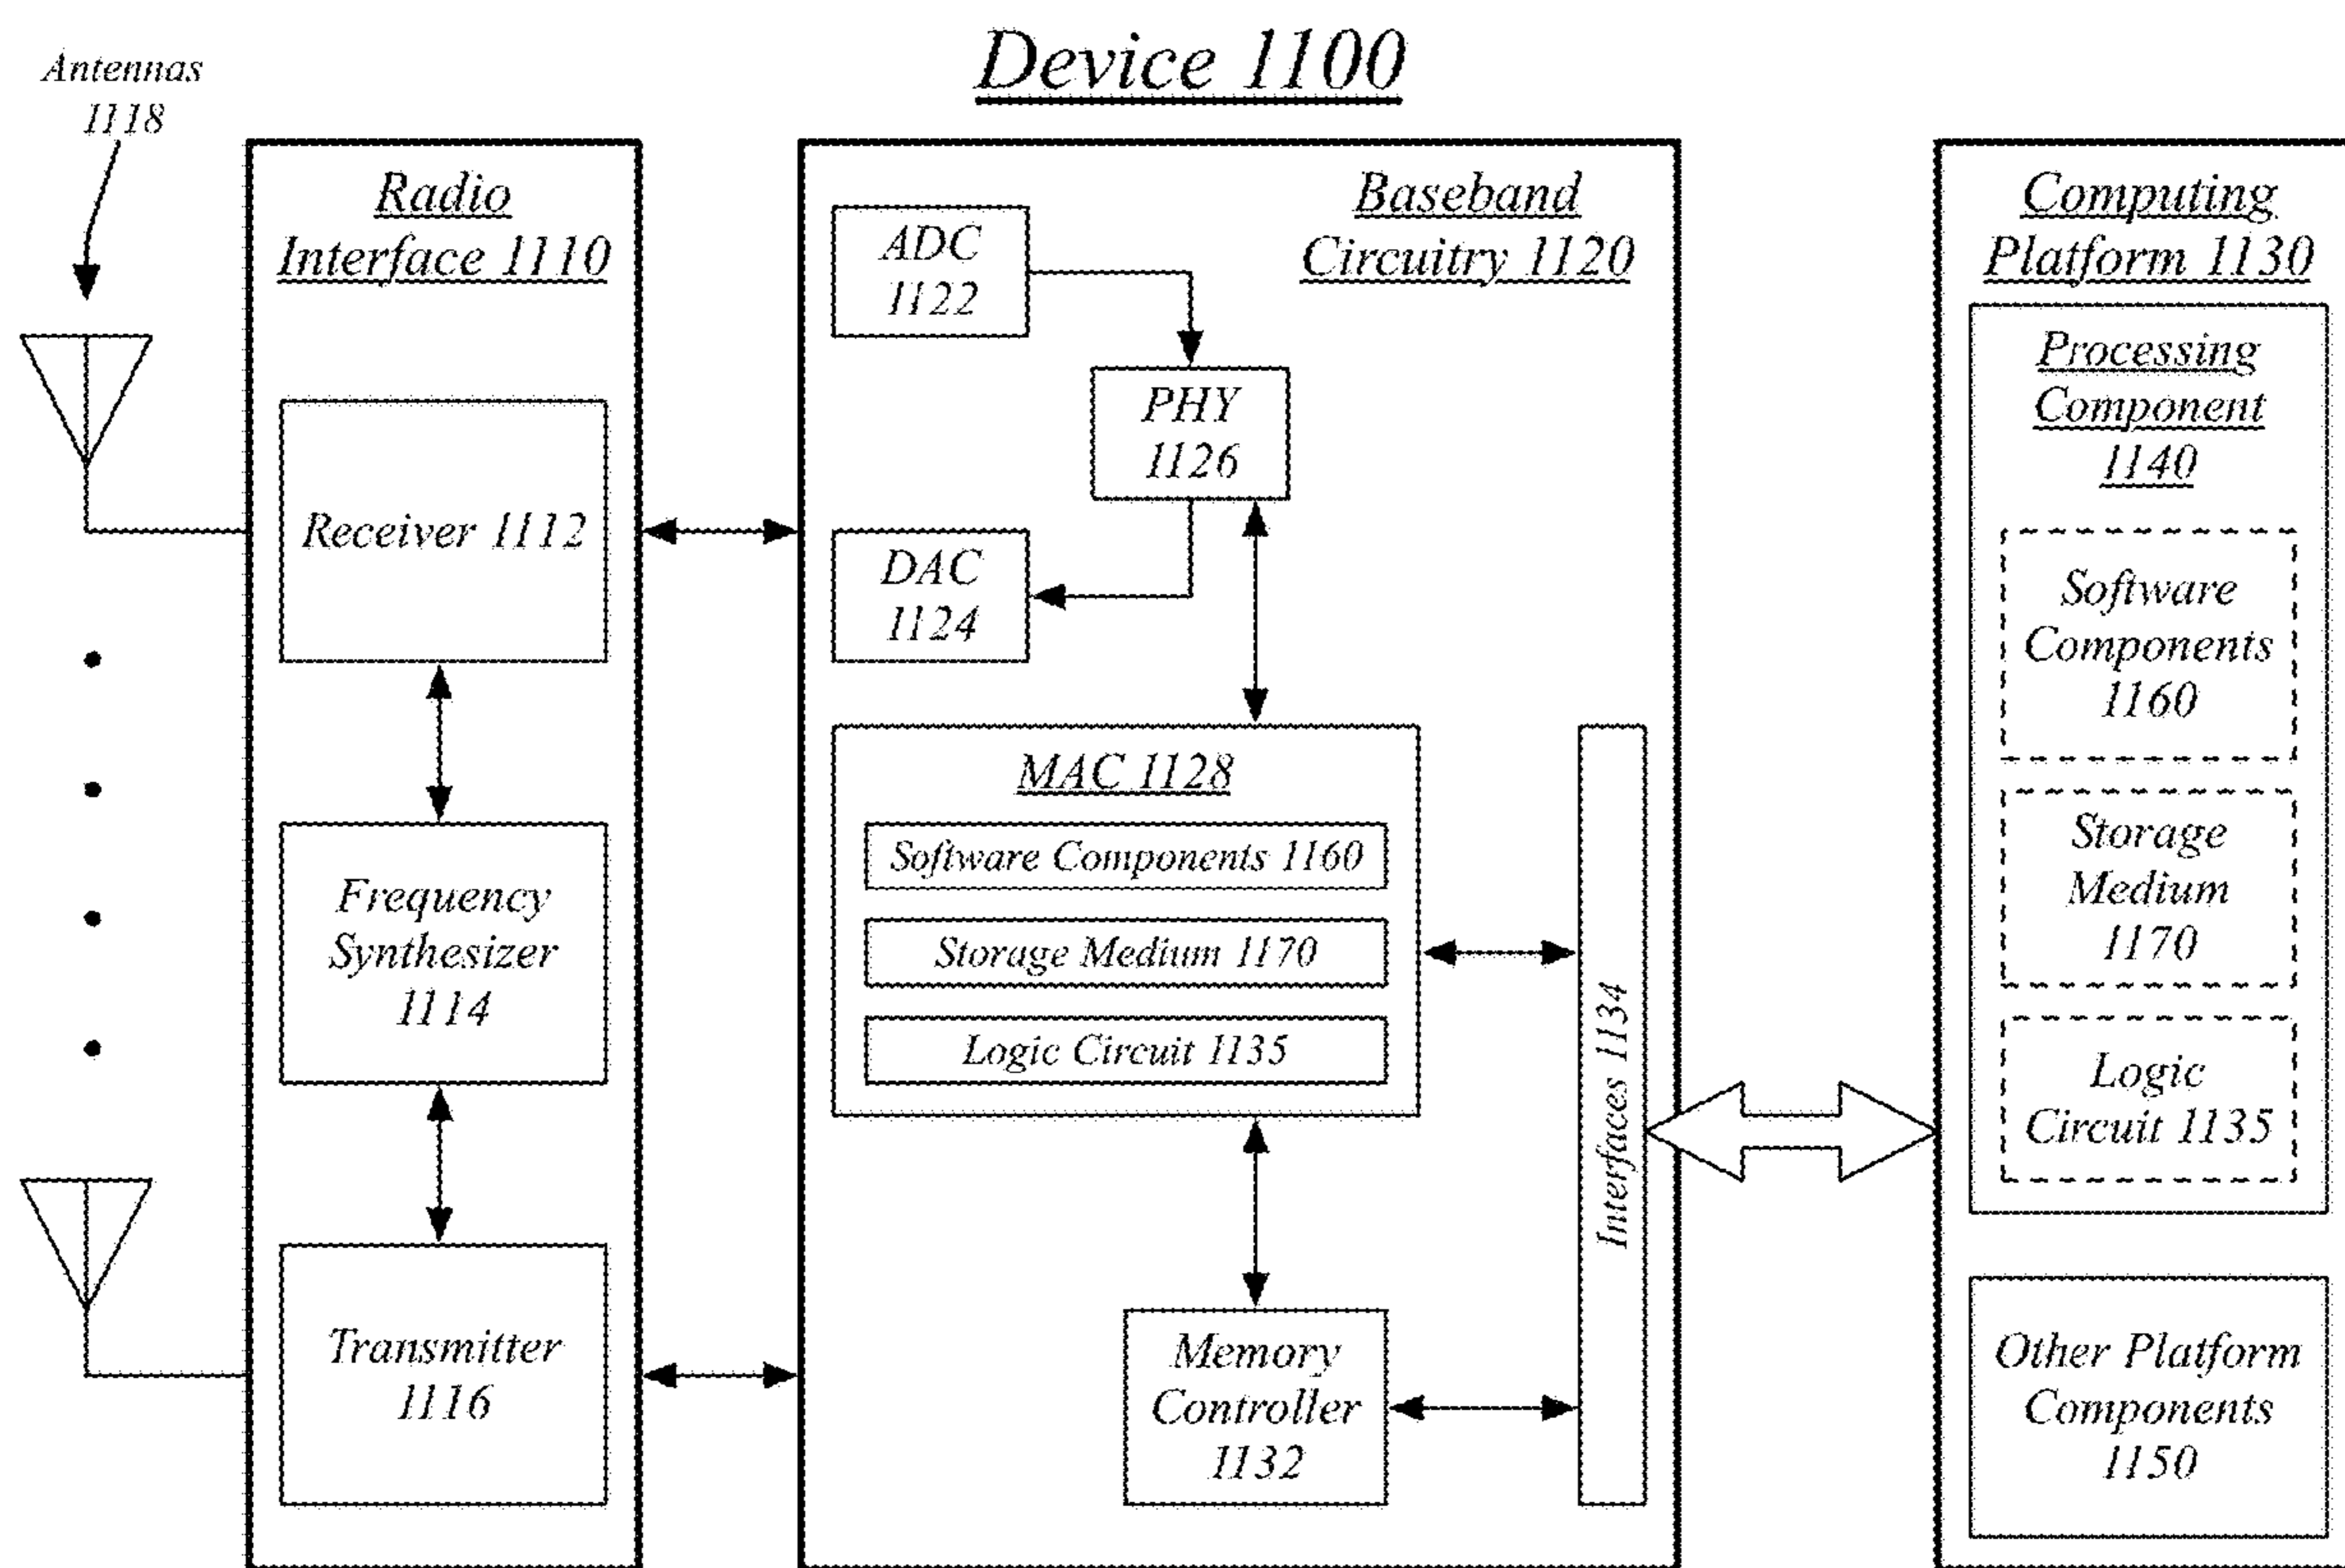 Device 1100
Antennas
1118
Radio
Interface 1110
Receiver 1112
Frequency
Synthesizer
1114
Transmitter
1116
Baseband
Circuitry 1120
ADC
1122
PHY
1126
DAC
1124
MAC 1128
Software Components 1160
Storage Medium 1170
Logic Circuit 1135
Memory
Controller
1132
Interfaces 1134
Computing
Platform 1130
Processing
Component
1140
Software
Components
1160
Storage
Medium
1170
Logic
Circuit 1135
Other Platform
Components
1150